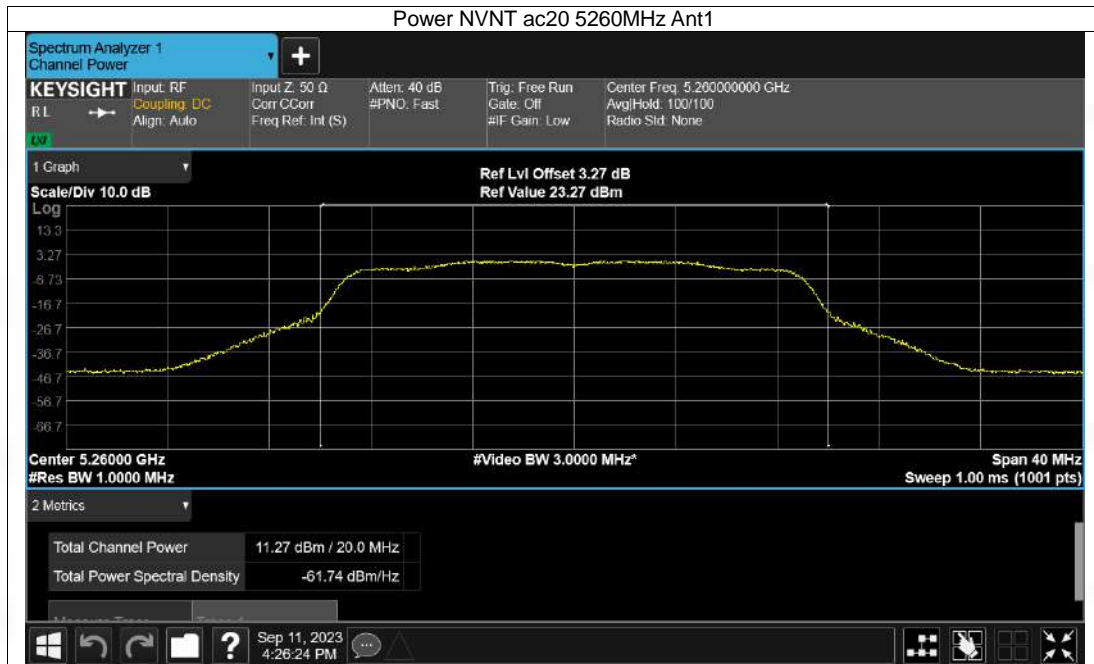 Power NVNT ac20 5260MHz Ant1
Spectrum Analyzer 1
Channel Power
+
KEYSIGHT
R L
LXI
Input: RF
Coupling: DC
Align: Auto
Input Z: 50 Ω
Corr CCorr
Freq Ref: Int (S)
Atten: 40 dB
#PNO: Fast
Trig: Free Run
Gate: Off
#IF Gain: Low
Center Freq: 5.260000000 GHz
Avg|Hold: 100/100
Radio Std: None
1 Graph
Scale/Div 10.0 dB
Ref Lvl Offset 3.27 dB
Ref Value 23.27 dBm
Log
13.3
3.27
-6.73
-16.7
-26.7
-36.7
-46.7
-56.7
-66.7
Center 5.26000 GHz
#Video BW 3.0000 MHz*
Span 40 MHz
#Res BW 1.0000 MHz
Sweep 1.00 ms (1001 pts)
2 Metrics
Total Channel Power 11.27 dBm / 20.0 MHz
Total Power Spectral Density -61.74 dBm/Hz
?
Sep 11, 2023
4:26:24 PM